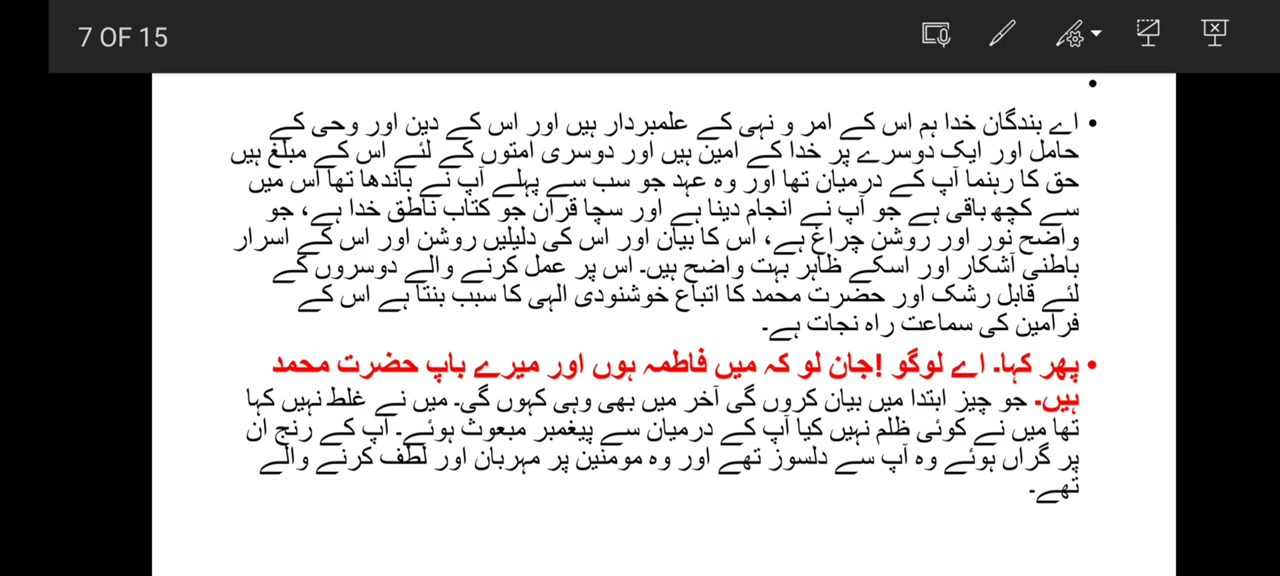 7 OF 15
•
• اے بندگان خدا ہم اس کے امر و نہی کے علمبردار ہیں اور اس کے دین اور وحی کے
حامل اور ایک دوسرے پر خدا کے امین ہیں اور دوسری امتوں کے لئے اس کے مبلغ ہیں
حق کا رہنما آپ کے درمیان تھا اور وہ عہد جو سب سے پہلے آپ نے باندھا تھا اس میں
سے کچھ باقی ہے جو آپ نے انجام دینا ہے اور سچا قرآن جو کتاب ناطق خدا ہے، جو
واضح نور اور روشن چراغ ہے، اس کا بیان اور اس کی دلیلیں روشن اور اس کے اسرار
باطنی آشکار اور اسکے ظاہر بہت واضح ہیں۔ اس پر عمل کرنے والے دوسروں کے
لئے قابل رشک اور حضرت محمد کا اتباع خوشنودی الہی کا سبب بنتا ہے اس کے
فرامین کی سماعت راہ نجات ہے۔
• پھر کہا۔ اے لوگو !جان لو کہ میں فاطمہ ہوں اور میرے باپ حضرت محمد
ہیں۔ جو چیز ابتدا میں بیان کروں گی آخر میں بھی وہی کہوں گی۔ میں نے غلط نہیں کہا
تھا میں نے کوئی ظلم نہیں کیا آپ کے درمیان سے پیغمبر مبعوث ہوئے۔ آپ کے رنج ان
پر گراں ہوئے وہ آپ سے دلسوز تھے اور وہ مومنین پر مہربان اور لطف کرنے والے
تھے۔